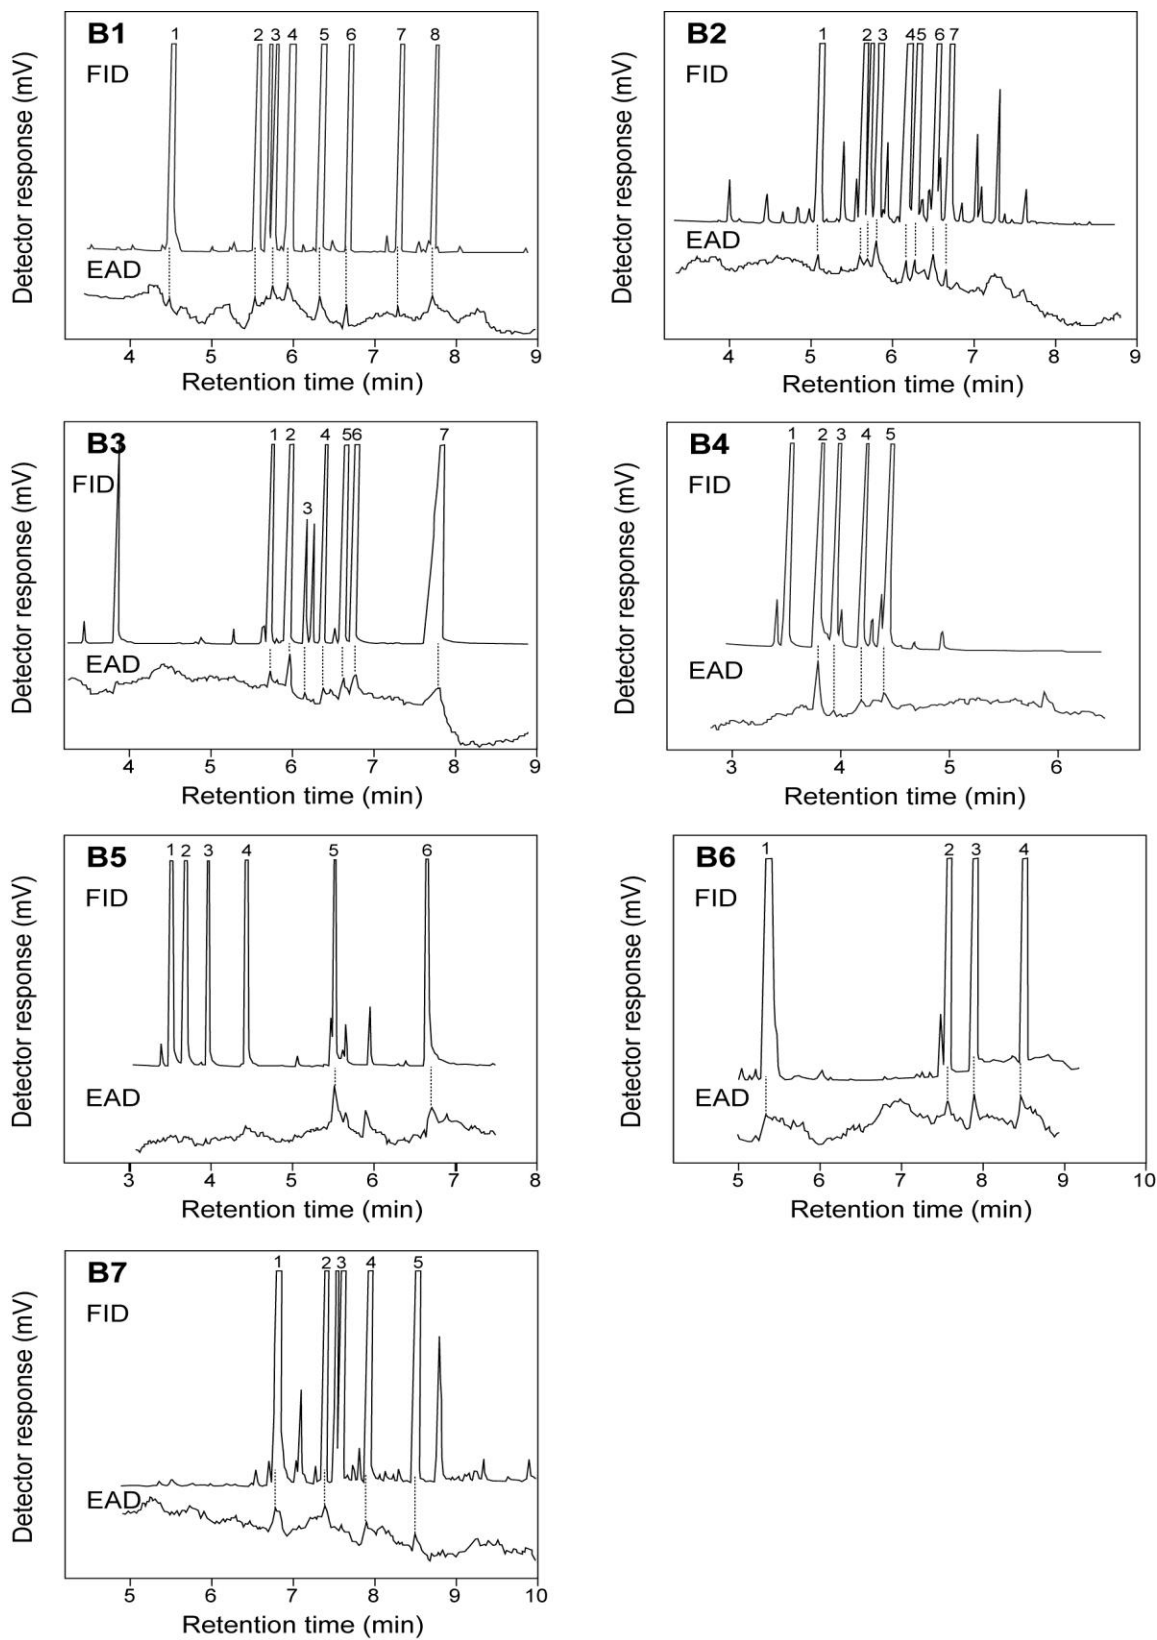 B1
1 2 3 4 5 6 7 8
FID
EAD
Detector response (mV)
4 5 6 7 8 9
Retention time (min)
B2
1 2 3 4 5 6 7
FID
EAD
Detector response (mV)
4 5 6 7 8 9
Retention time (min)
B3
1 2 3 4 5 6 7
FID
EAD
Detector response (mV)
4 5 6 7 8 9
Retention time (min)
B4
1 2 3 4 5
FID
EAD
Detector response (mV)
3 4 5 6
Retention time (min)
B5
1 2 3 4 5 6
FID
EAD
Detector response (mV)
3 4 5 6 7 8
Retention time (min)
B6
1 2 3 4
FID
EAD
Detector response (mV)
5 6 7 8 9 10
Retention time (min)
B7
1 2 3 4 5
FID
EAD
Detector response (mV)
5 6 7 8 9 10
Retention time (min)